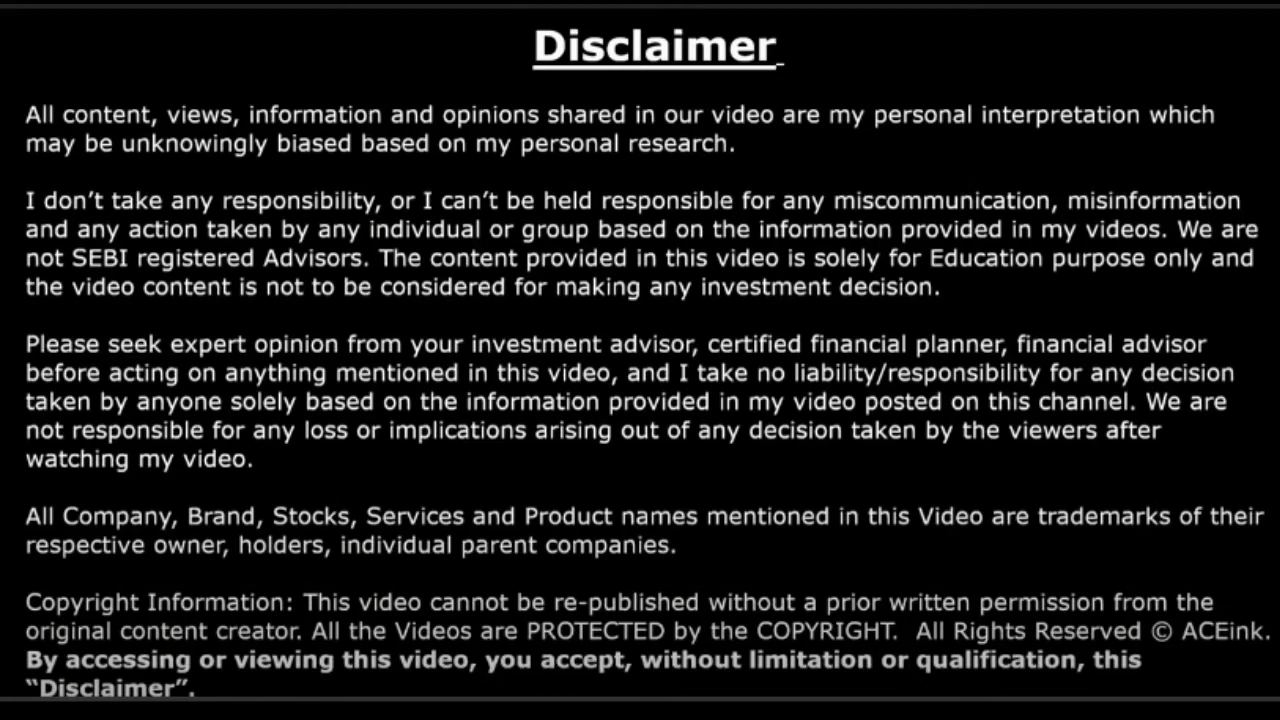 Disclaimer
All content, views, information and opinions shared in our video are my personal interpretation which
may be unknowingly biased based on my personal research.
I don’t take any responsibility, or I can’t be held responsible for any miscommunication, misinformation
and any action taken by any individual or group based on the information provided in my videos. We are
not SEBI registered Advisors. The content provided in this video is solely for Education purpose only and
the video content is not to be considered for making any investment decision.
Please seek expert opinion from your investment advisor, certified financial planner, financial advisor
before acting on anything mentioned in this video, and I take no liability/responsibility for any decision
taken by anyone solely based on the information provided in my video posted on this channel. We are
not responsible for any loss or implications arising out of any decision taken by the viewers after
watching my video.
All Company, Brand, Stocks, Services and Product names mentioned in this Video are trademarks of their
respective owner, holders, individual parent companies.
Copyright Information: This video cannot be re-published without a prior written permission from the
original content creator. All the Videos are PROTECTED by the COPYRIGHT.  All Rights Reserved © ACEink.
By accessing or viewing this video, you accept, without limitation or qualification, this
“Disclaimer”.